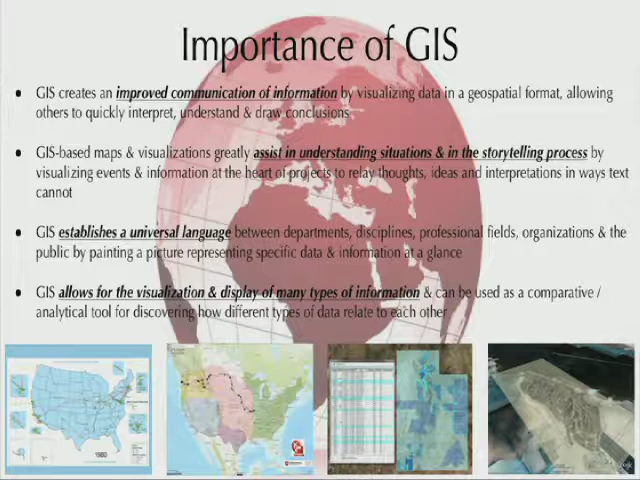 Importance of GIS
• GIS creates an improved communication of information by visualizing data in a geospatial format, allowing
others to quickly interpret, understand & draw conclusions
• GIS-based maps & visualizations greatly assist in understanding situations & in the storytelling process by
visualizing events & information at the heart of projects to relay thoughts, ideas and interpretations in ways text
cannot
• GIS establishes a universal language between departments, disciplines, professional fields, organizations & the
public by painting a picture representing specific data & information at a glance
• GIS allows for the visualization & display of many types of information & can be used as a comparative /
analytical tool for discovering how different types of data relate to each other
1980